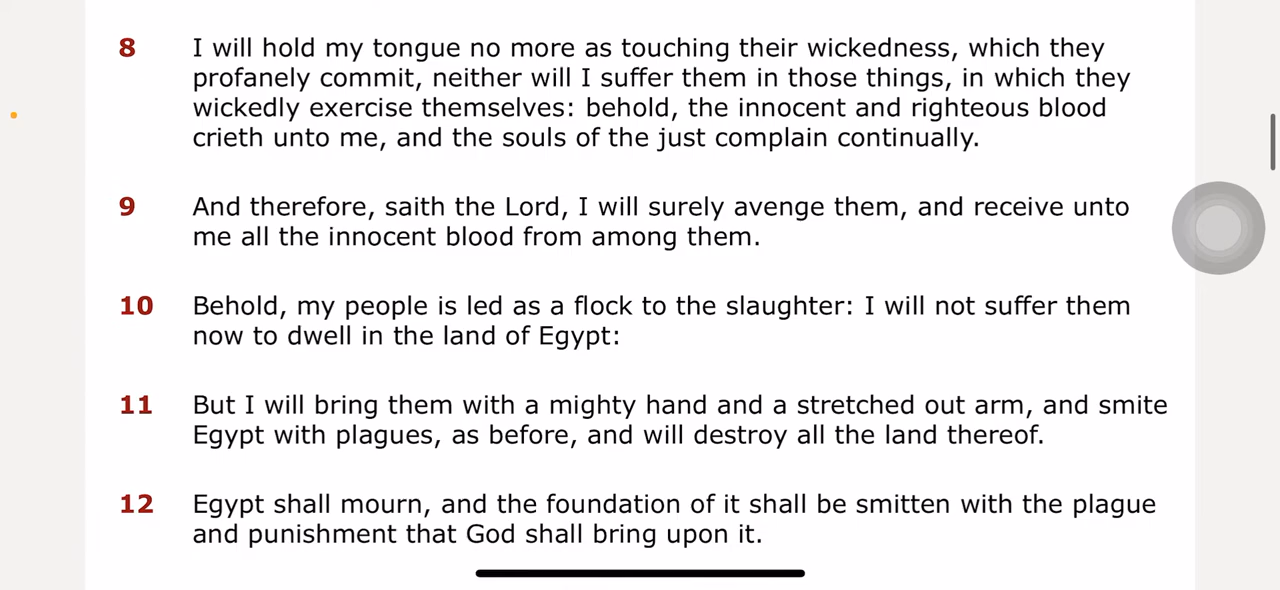 8 I will hold my tongue no more as touching their wickedness, which they
profanely commit, neither will I suffer them in those things, in which they
wickedly exercise themselves: behold, the innocent and righteous blood
crieth unto me, and the souls of the just complain continually.
9 And therefore, saith the Lord, I will surely avenge them, and receive unto
me all the innocent blood from among them.
10 Behold, my people is led as a flock to the slaughter: I will not suffer them
now to dwell in the land of Egypt:
11 But I will bring them with a mighty hand and a stretched out arm, and smite
Egypt with plagues, as before, and will destroy all the land thereof.
12 Egypt shall mourn, and the foundation of it shall be smitten with the plague
and punishment that God shall bring upon it.